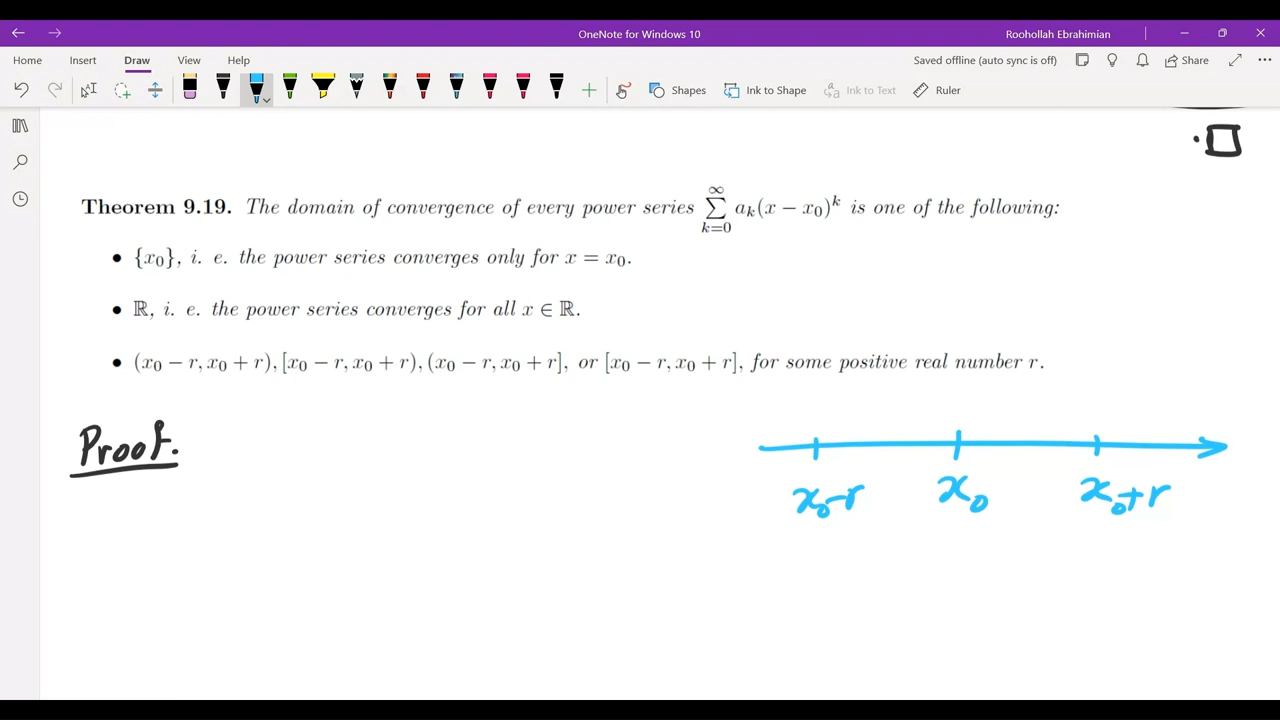 OneNote for Windows 10
Roohollah Ebrahimian
Home Insert Draw View Help
Saved offline (auto sync is off)
Share
Shapes
Ink to Shape
Ink to Text
Ruler
Theorem 9.19. The domain of convergence of every power series ∑_{k=0}^{∞} a_k(x − x_0)^k is one of the following:
• {x_0}, i. e. the power series converges only for x = x_0.
• ℝ, i. e. the power series converges for all x ∈ ℝ.
• (x_0 − r, x_0 + r), [x_0 − r, x_0 + r), (x_0 − r, x_0 + r], or [x_0 − r, x_0 + r], for some positive real number r.
Proof.
x_0-r x_0 x_0+r